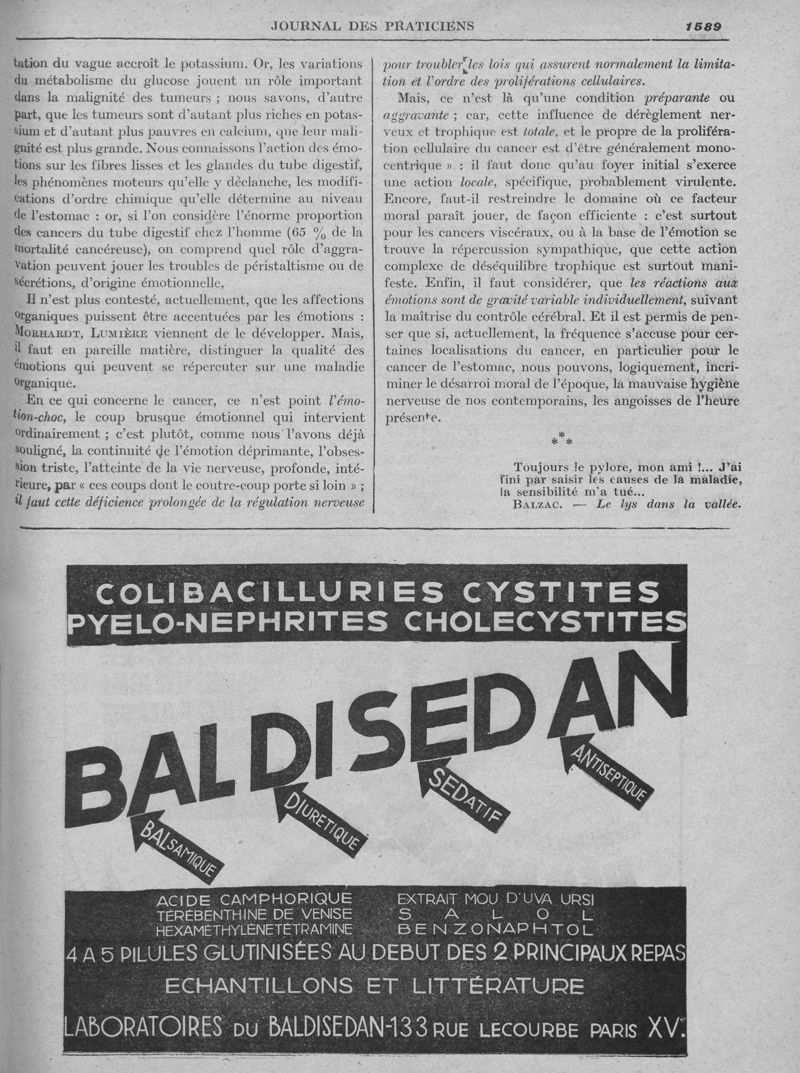 JOURNAL DES PRATICIENS 1589
tation du vague accroît le potassium. Or, les variations
du métabolisme du glucose jouent un rôle important
dans la malignité des tumeurs ; nous savons, d'autre
part, que les tumeurs sont d'autant plus riches en potas-
sium et d'autant plus pauvres en calcium, que leur mali-
gnité est plus grande. Nous connaissons l'action des émo-
tions sur les fibres lisses et les glandes du tube digestif,
les phénomènes moteurs qu'elle y déclanche, les modifi-
cations d'ordre chimique qu'elle détermine au niveau
de l'estomac : or, si l'on considère l'énorme proportion
des cancers du tube digestif chez l'homme (65 % de la
mortalité cancéreuse), on comprend quel rôle d'aggra-
vation peuvent jouer les troubles de péristaltisme ou de
sécrétions, d'origine émotionnelle,
Il n'est plus contesté, actuellement, que les affections
organiques puissent être accentuées par les émotions :
MORHARDT, LUMIÈRE viennent de le développer. Mais,
il faut en pareille matière, distinguer la qualité des
émotions qui peuvent se répercuter sur une maladie
organique.
En ce qui concerne le cancer, ce n'est point l'émo-
tion-choc, le coup brusque émotionnel qui intervient
ordinairement ; c'est plutôt, comme nous l'avons déjà
souligné, la continuité de l'émotion déprimante, l'obses-
sion triste, l'atteinte de la vie nerveuse, profonde, inté-
rieure, par « ces coups dont le coutre-coup porte si loin » ;
il faut cette déficience prolongée de la régulation nerveuse
pour troubler les lois qui assurent normalement la limita-
tion et l'ordre des proliférations cellulaires.
Mais, ce n'est là qu'une condition préparante ou
aggravante ; car, cette influence de dérèglement ner-
veux et trophique est totale, et le propre de la proliféra-
tion cellulaire du cancer est d'être généralement mono-
centrique » : il faut donc qu'au foyer initial s'exerce
une action locale, spécifique, probablement virulente.
Encore, faut-il restreindre le domaine où ce facteur
moral paraît jouer, de façon efficiente : c'est surtout
pour les cancers viscéraux, ou à la base de l'émotion se
trouve la répercussion sympathique, que cette action
complexe de déséquilibre trophique est surtout mani-
feste. Enfin, il faut considérer, que les réactions aux
émotions sont de gravité variable individuellement, suivant
la maîtrise du contrôle cérébral. Et il est permis de pen-
ser que si, actuellement, la fréquence s'accuse pour cer-
taines localisations du cancer, en particulier pour le
cancer de l'estomac, nous pouvons, logiquement, incri-
miner le désarroi moral de l'époque, la mauvaise hygiène
nerveuse de nos contemporains, les angoisses de l'heure
présente.
*
* *
Toujours le pylore, mon ami !... J'ai
fini par saisir les causes de la maladie,
la sensibilité m'a tué...
BALZAC. — Le lys dans la vallée.
COLIBACILLURIES CYSTITES
PYELO-NEPHRITES CHOLECYSTITES
BALDISEDAN
BALSAMIQUE
DIURETIQUE
SEDATIF
ANTISEPTIQUE
ACIDE CAMPHORIQUE EXTRAIT MOU D'UVA URSI
TÉRÉBENTHINE DE VENISE SALOL
HEXAMÉTHYLÈNETÉTRAMINE BENZONAPHTOL
4 A 5 PILULES GLUTINISÉES AU DEBUT DES 2 PRINCIPAUX REPAS
ECHANTILLONS ET LITTÉRATURE
LABORATOIRES DU BALDISEDAN-133 RUE LECOURBE PARIS XV.